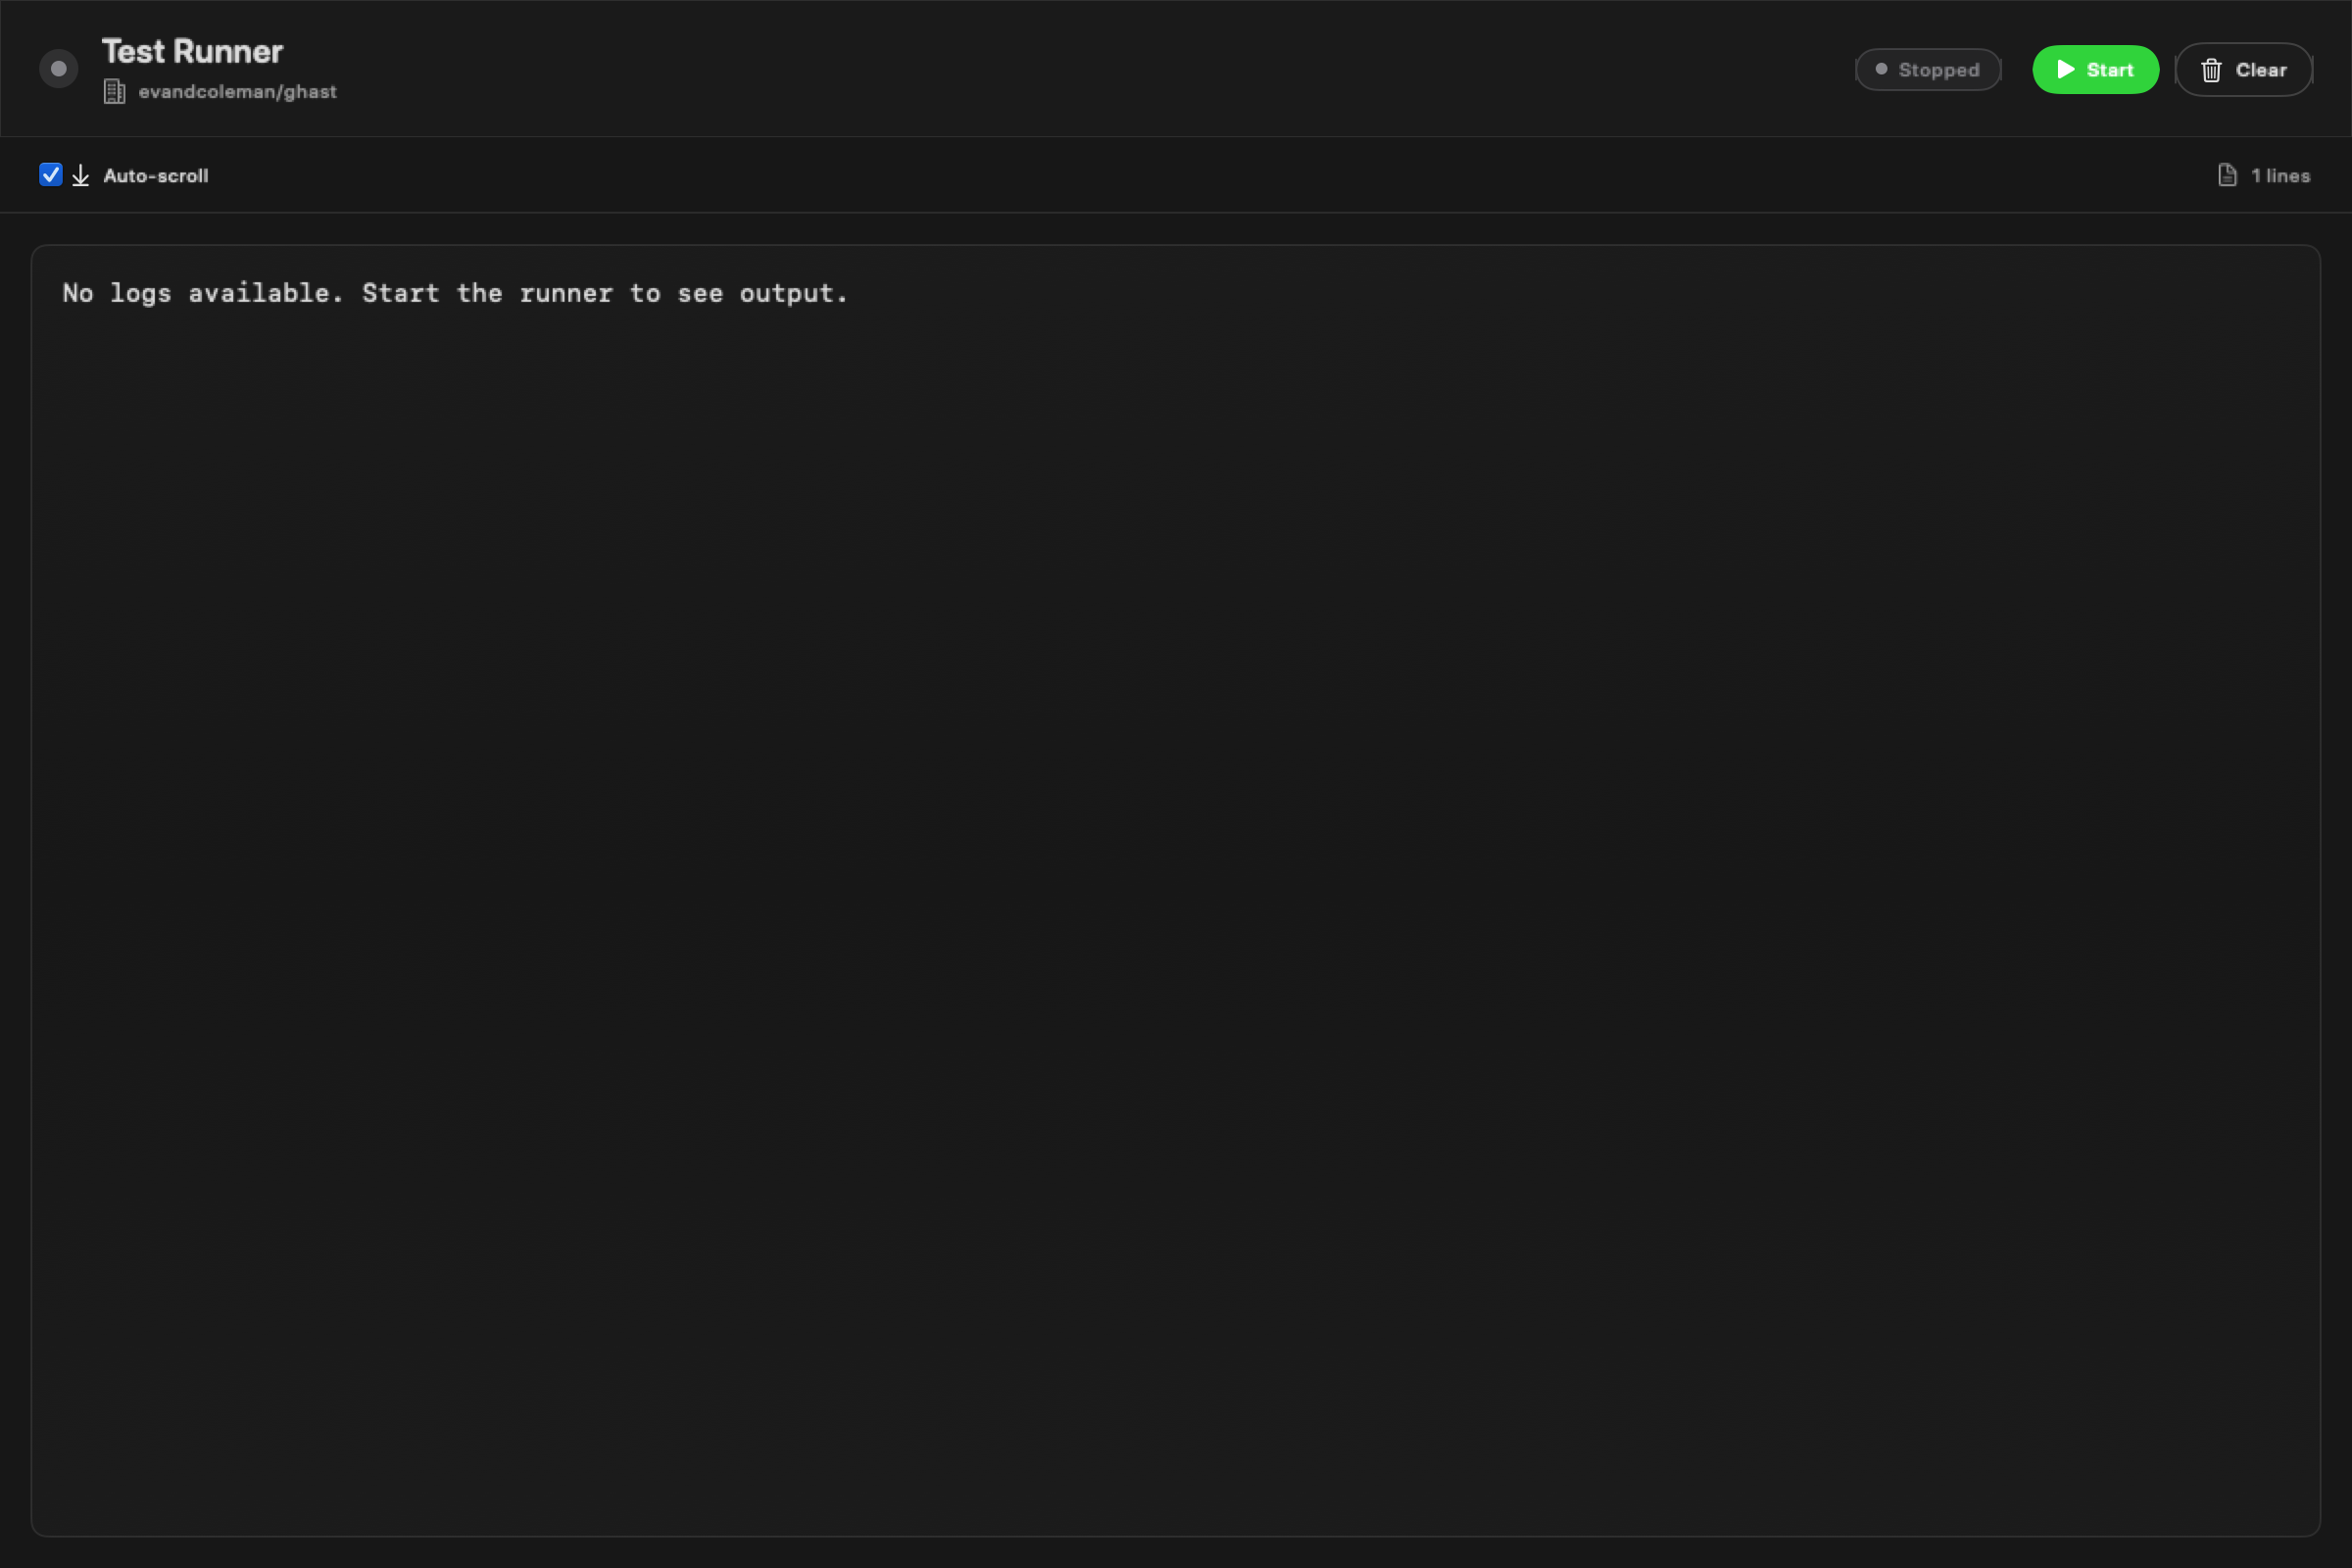 Test Runner
evandcoleman/ghast
Stopped
Start
Clear
Auto-scroll
1 lines
No logs available. Start the runner to see output.